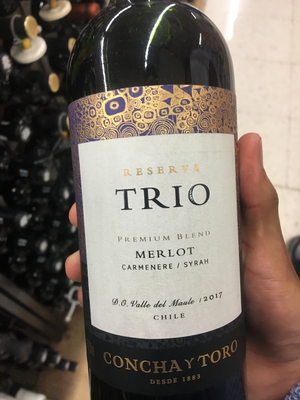 RESERVA
TRIO
PREMIUM BLEND
MERLOT
CARMENERE / SYRAH
D.O. Valle del Maule / 2017
CHILE
CONCHA Y TORO
DESDE 1883